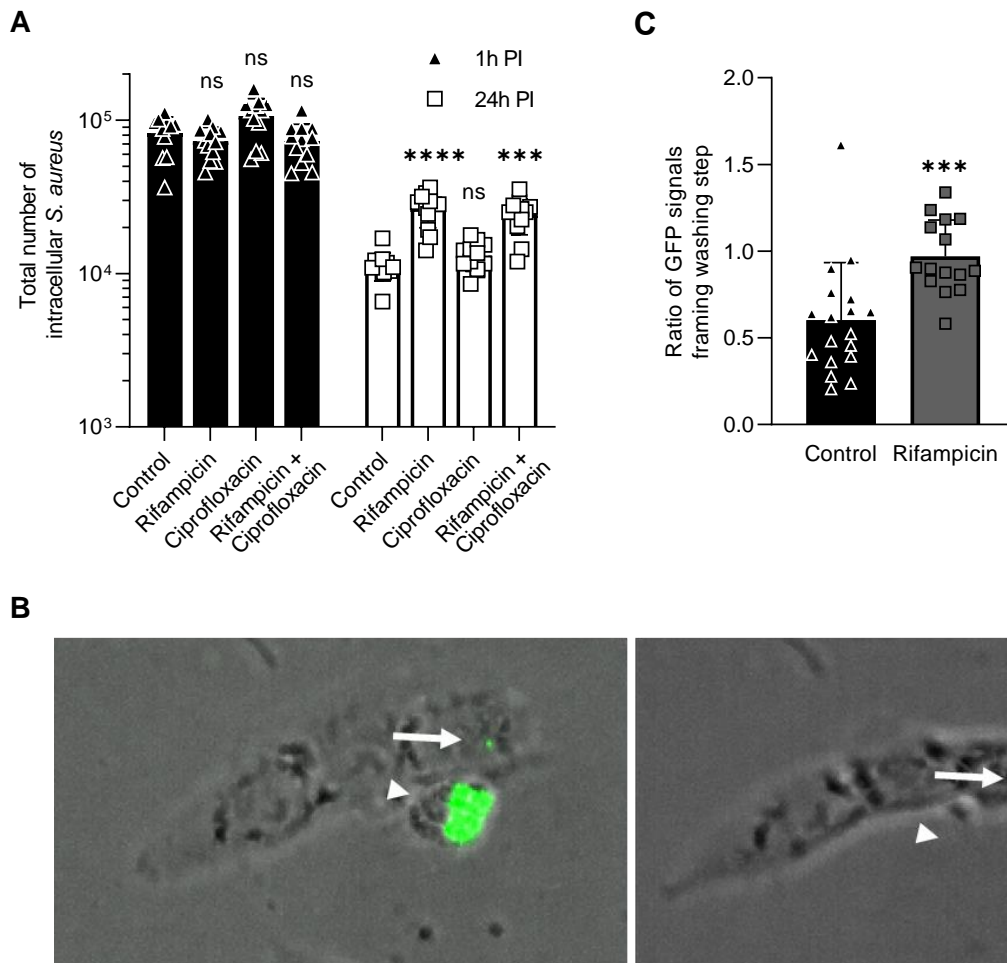 A
Total number of
intracellular S. aureus
10⁵
10⁴
10³
ns
ns
ns
1h PI
24h PI
****
ns
***
Control
Rifampicin
Ciprofloxacin
Rifampicin +
Ciprofloxacin
Control
Rifampicin
Ciprofloxacin
Rifampicin +
Ciprofloxacin
C
Ratio of GFP signals
framing washing step
2.0
1.5
1.0
0.5
0.0
***
Control
Rifampicin
B